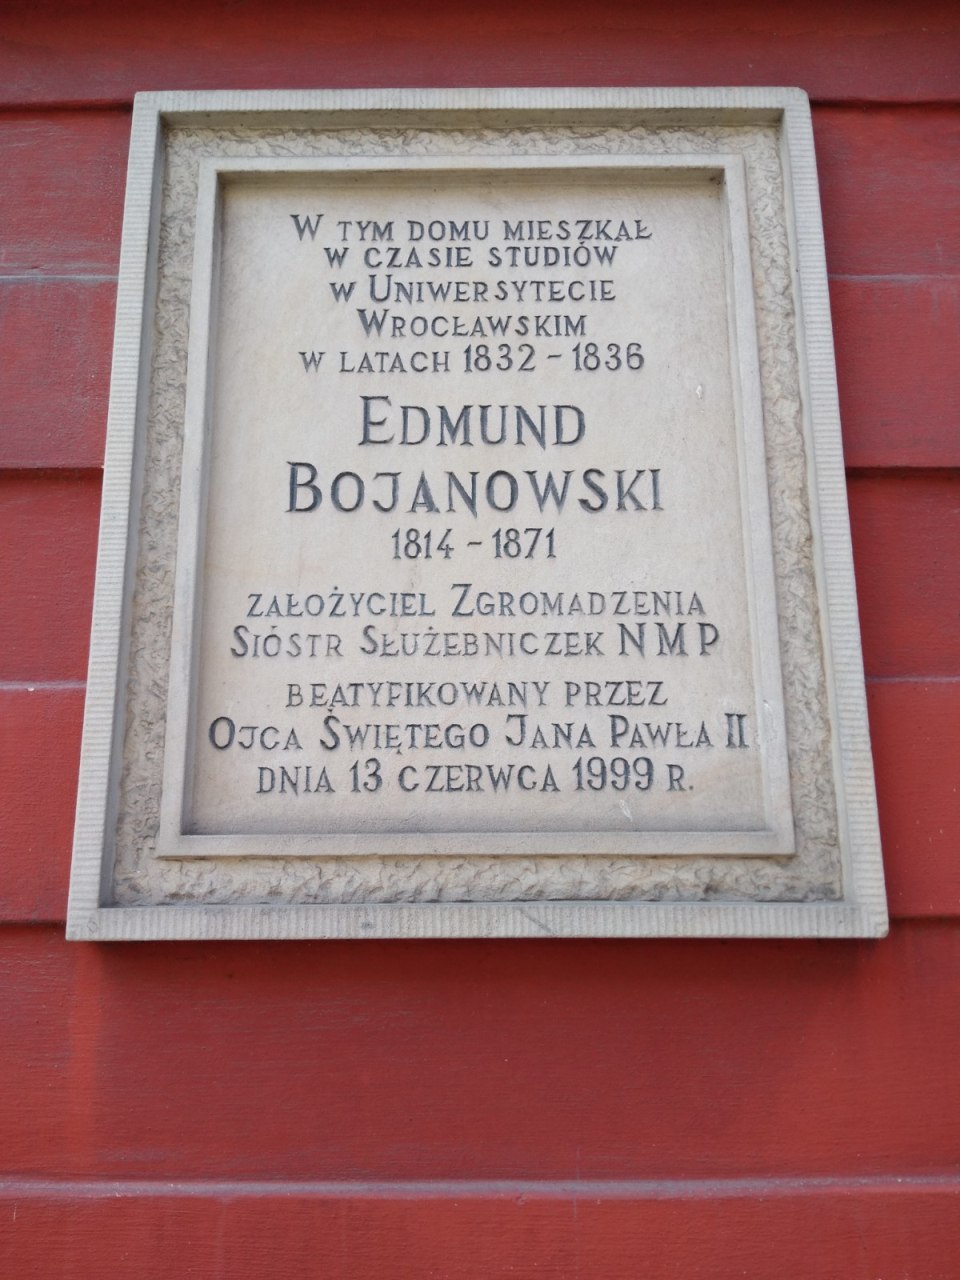 W TYM DOMU MIESZKAŁ
W CZASIE STUDIÓW
W UNIWERSYTECIE
WROCŁAWSKIM
W LATACH 1832 - 1836
EDMUND
BOJANOWSKI
1814 - 1871
ZAŁOŻYCIEL ZGROMADZENIA
SIÓSTR SŁUŻEBNICZEK NMP
BEATYFIKOWANY PRZEZ
OJCA ŚWIĘTEGO JANA PAWŁA II
DNIA 13 CZERWCA 1999 R.